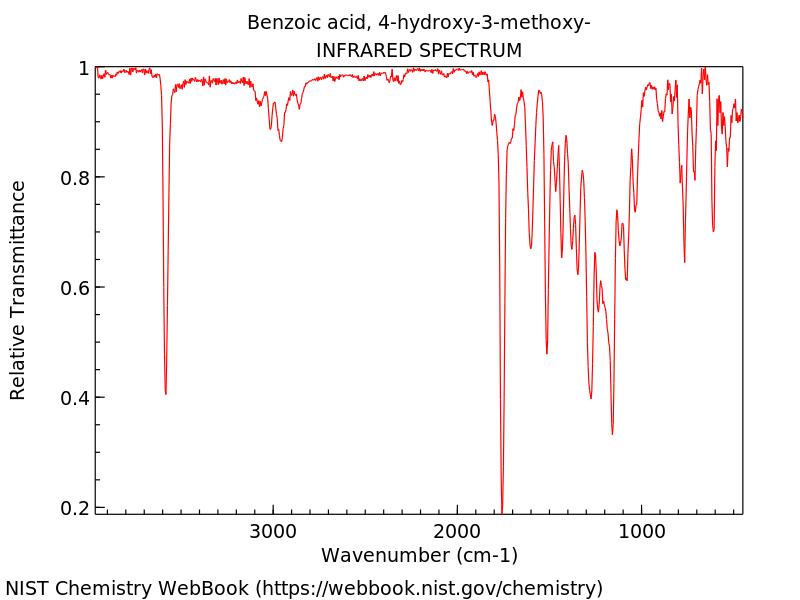 Benzoic acid, 4-hydroxy-3-methoxy-
INFRARED SPECTRUM
1
0.8
0.6
0.4
0.2
Relative Transmittance
3000 2000 1000
Wavenumber (cm-1)
NIST Chemistry WebBook (https://webbook.nist.gov/chemistry)